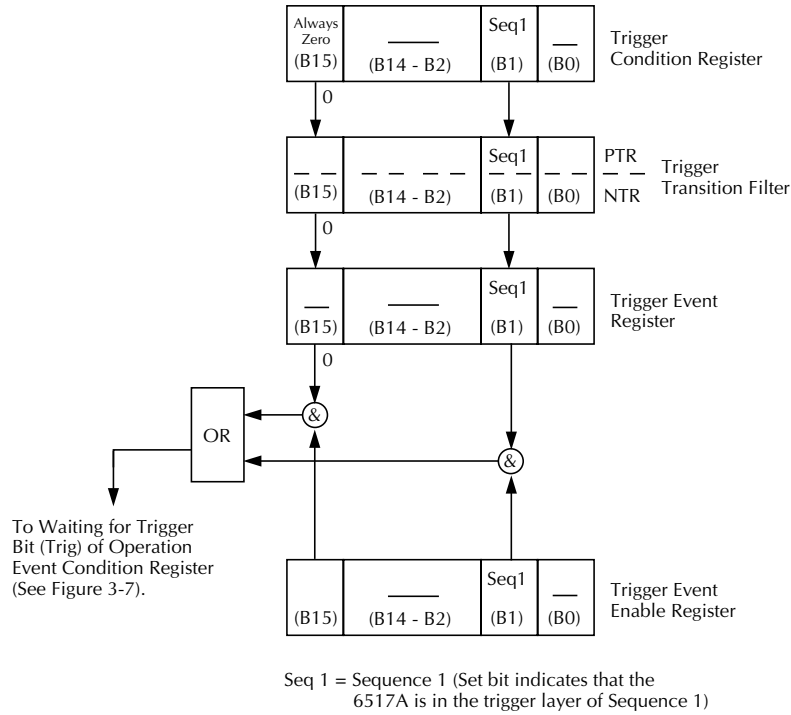 Always
Zero
(B15)
(B14 - B2)
Seq1
(B1)
(B0)
Trigger
Condition Register
0
(B15)
(B14 - B2)
Seq1
(B1)
(B0)
PTR
NTR
Trigger
Transition Filter
0
(B15)
(B14 - B2)
Seq1
(B1)
(B0)
Trigger Event
Register
0
&
OR
&
To Waiting for Trigger
Bit (Trig) of Operation
Event Condition Register
(See Figure 3-7).
(B15)
(B14 - B2)
Seq1
(B1)
(B0)
Trigger Event
Enable Register
Seq 1 = Sequence 1 (Set bit indicates that the
6517A is in the trigger layer of Sequence 1)